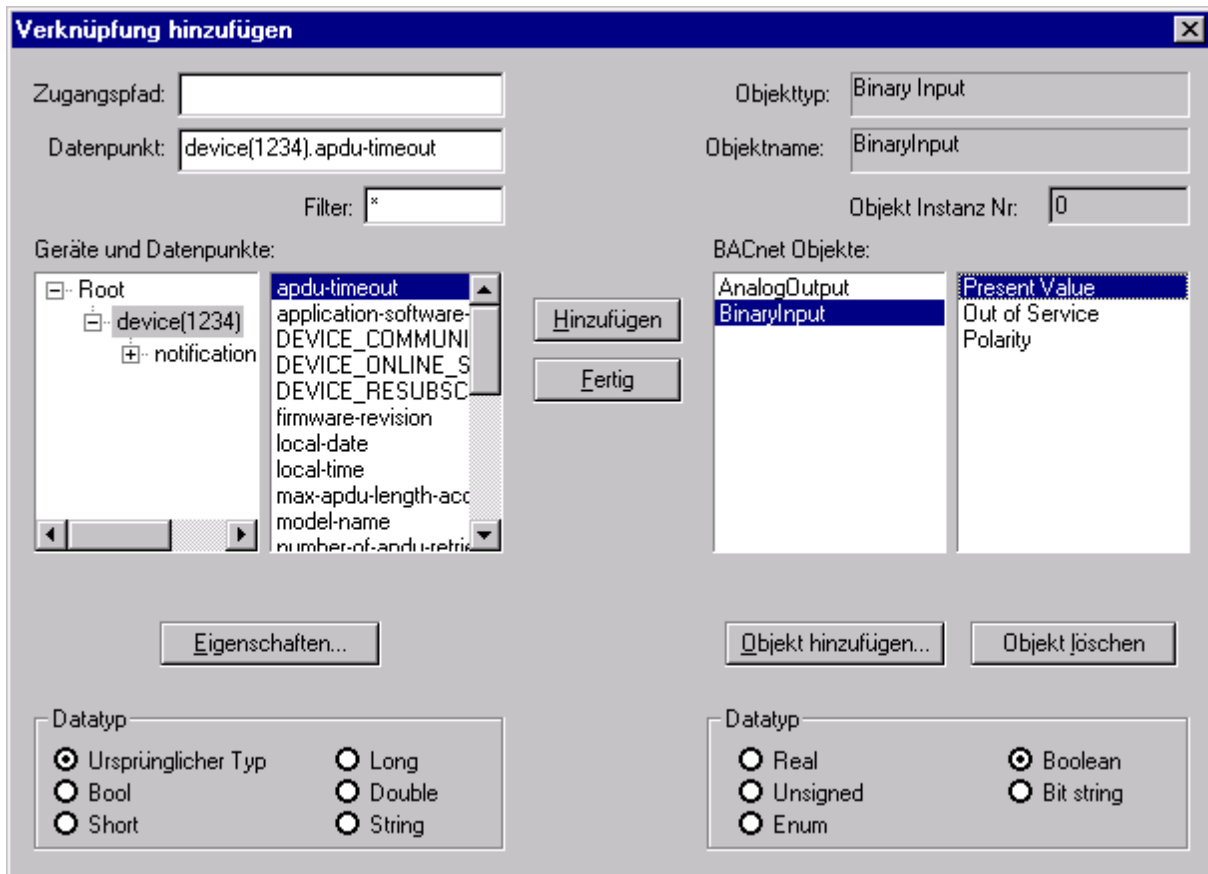 Verknüpfung hinzufügen
Zugangspfad:
Datenpunkt: device(1234).apdu-timeout
Filter: *
Geräte und Datenpunkte:
Root
device(1234)
notification
apdu-timeout
application-software-
DEVICE_COMMUNI
DEVICE_ONLINE_S
DEVICE_RESUBSC
firmware-revision
local-date
local-time
max-apdu-length-acc
model-name
number-of-apdu-retrie
Hinzufügen
Fertig
Objekttyp: Binary Input
Objektname: BinaryInput
Objekt Instanz Nr: 0
BACnet Objekte:
AnalogOutput
BinaryInput
Present Value
Out of Service
Polarity
Eigenschaften...
Objekt hinzufügen...
Objekt löschen
Datatyp
Ursprünglicher Typ
Bool
Short
Long
Double
String
Datatyp
Real
Unsigned
Enum
Boolean
Bit string